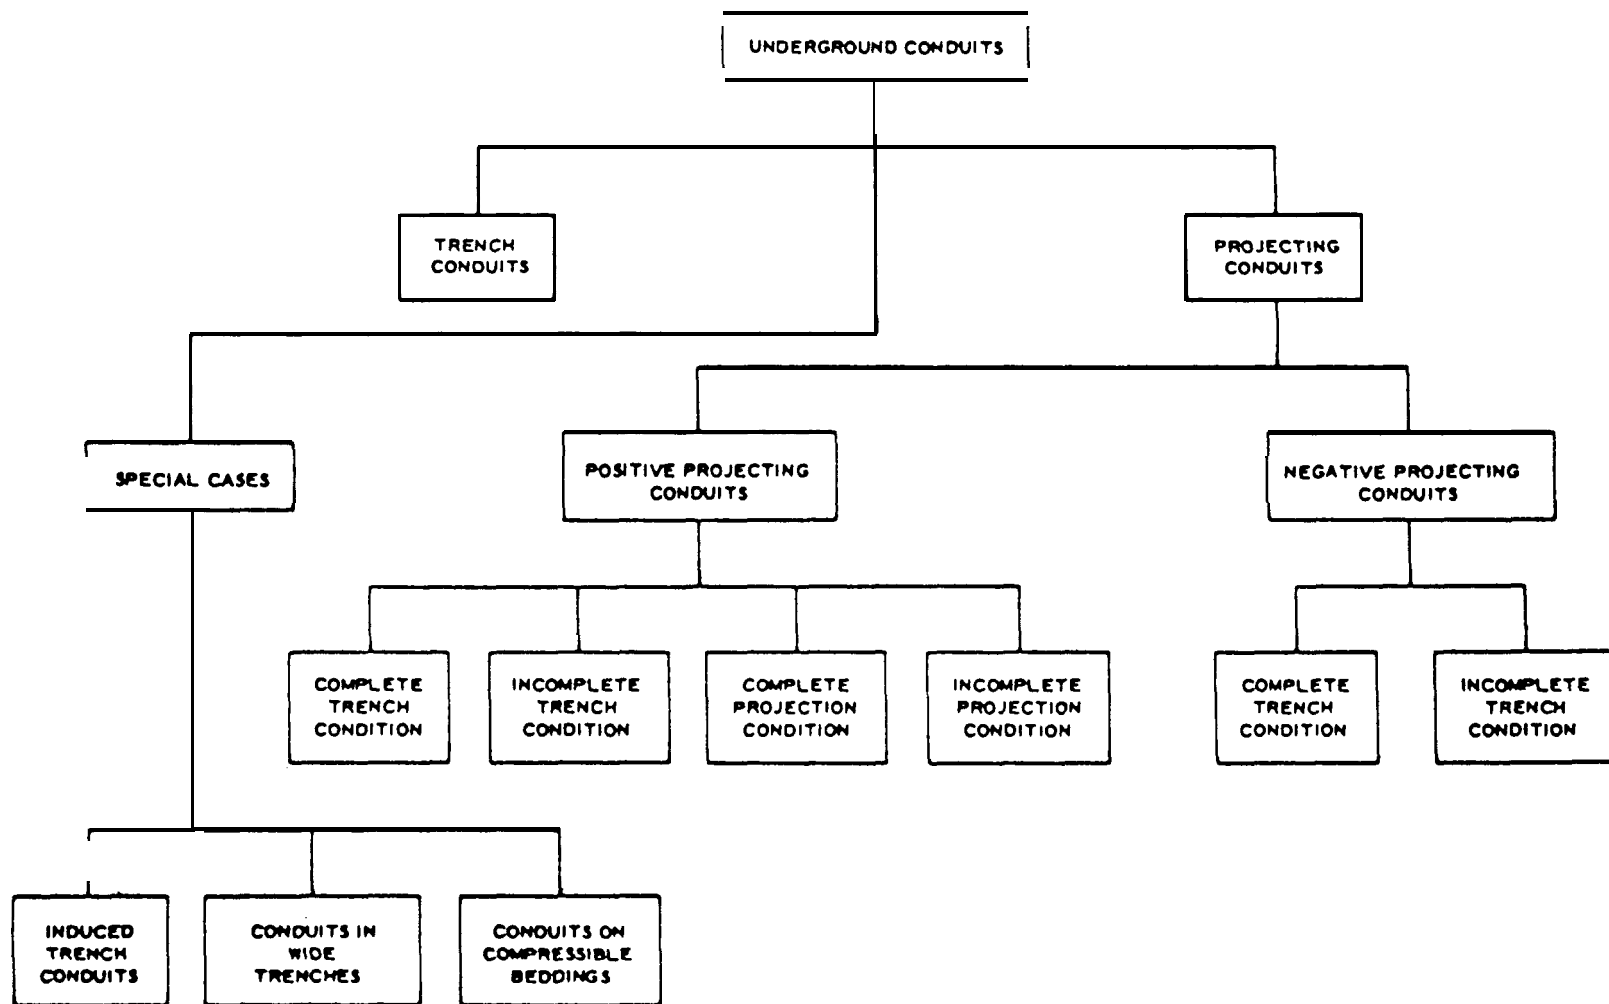 UNDERGROUND CONDUITS
TRENCH
CONDUITS
PROJECTING
CONDUITS
SPECIAL CASES
POSITIVE PROJECTING
CONDUITS
NEGATIVE PROJECTING
CONDUITS
COMPLETE
TRENCH
CONDITION
INCOMPLETE
TRENCH
CONDITION
COMPLETE
PROJECTION
CONDITION
INCOMPLETE
PROJECTION
CONDITION
COMPLETE
TRENCH
CONDITION
INCOMPLETE
TRENCH
CONDITION
INDUCED
TRENCH
CONDUITS
CONDUITS IN
WIDE
TRENCHES
CONDUITS ON
COMPRESSIBLE
BEDDINGS